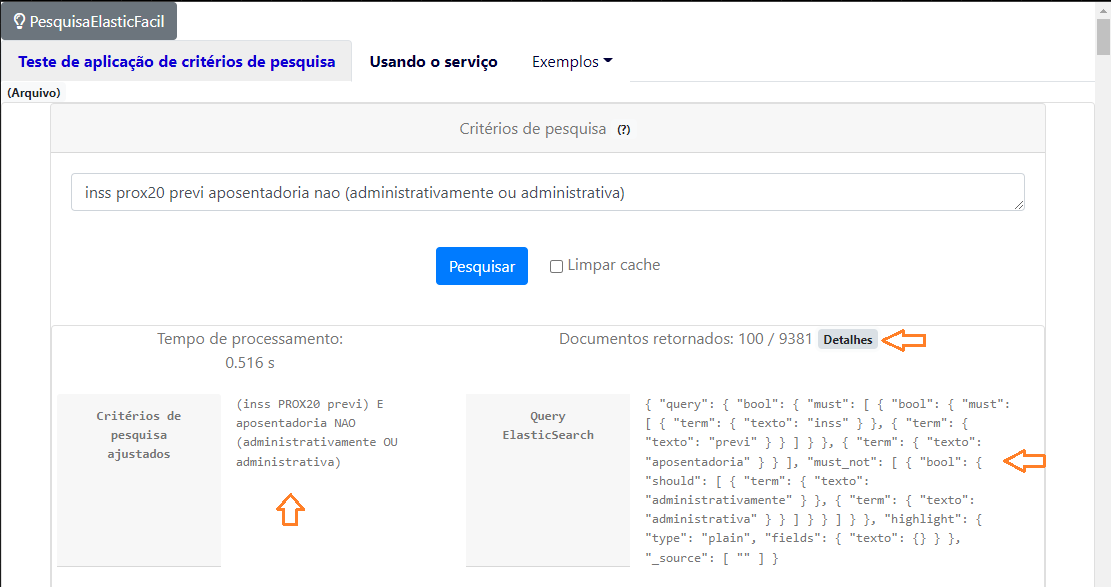 PesquisaElasticFacil
Teste de aplicação de critérios de pesquisa
Usando o serviço
Exemplos
(Arquivo)
Critérios de pesquisa (?)
inss prox20 previ aposentadoria nao (administrativamente ou administrativa)
Pesquisar
Limpar cache
Tempo de processamento:
0.516 s
Documentos retornados: 100 / 9381 Detalhes
Critérios de
pesquisa
ajustados
(inss PROX20 previ) E
aposentadoria NAO
(administrativamente OU
administrativa)
Query
ElasticSearch
{ "query": { "bool": { "must": [ { "bool": { "must":
[ { "term": { "texto": "inss" } }, { "term": {
"texto": "previ" } } ] } }, { "term": { "texto":
"aposentadoria" } } ], "must_not": [ { "bool": {
"should": [ { "term": { "texto":
"administrativamente" } }, { "term": { "texto":
"administrativa" } } ] } } ] } }, "highlight": {
"type": "plain", "fields": { "texto": {} } },
"_source": [ "" ] }